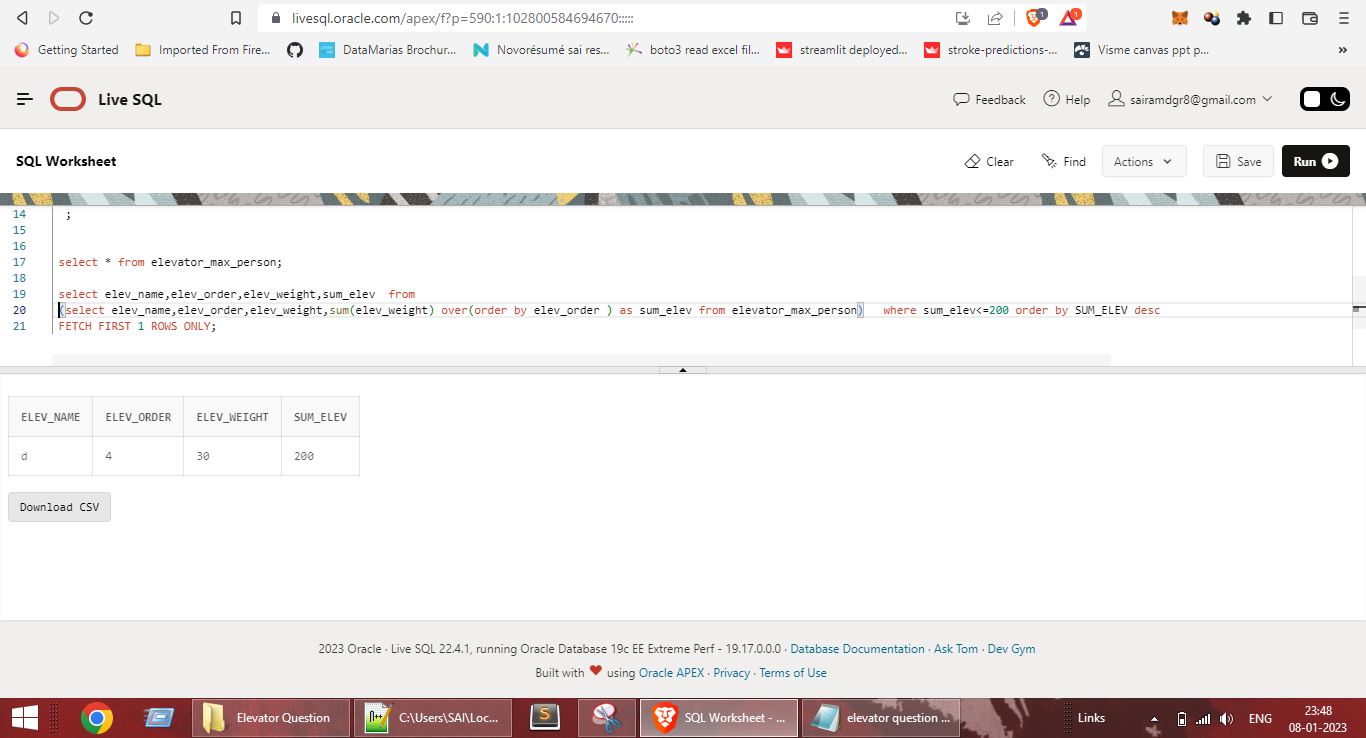 livesql.oracle.com/apex/f?p=590:1:102800584694670:::::
1
1
Getting Started
Imported From Fire...
DataMarias Brochur...
Novorésumé sai res...
boto3 read excel fil...
streamlit deployed...
stroke-predictions-...
Visme canvas ppt p...
»
Live SQL
Feedback
Help
sairamdgr8@gmail.com
SQL Worksheet
Clear
Find
Actions
Save
Run
14 ;
15
16
17 select * from elevator_max_person;
18
19 select elev_name,elev_order,elev_weight,sum_elev  from
20 (select elev_name,elev_order,elev_weight,sum(elev_weight) over(order by elev_order ) as sum_elev from elevator_max_person)   where sum_elev<=200 order by SUM_ELEV desc
21 FETCH FIRST 1 ROWS ONLY;
ELEV_NAME ELEV_ORDER ELEV_WEIGHT SUM_ELEV
d 4 30 200
Download CSV
2023 Oracle · Live SQL 22.4.1, running Oracle Database 19c EE Extreme Perf - 19.17.0.0.0 · Database Documentation · Ask Tom · Dev Gym
Built with ❤ using Oracle APEX · Privacy · Terms of Use
Elevator Question
C:\Users\SAI\Loc...
SQL Worksheet - ...
elevator question ...
Links
ENG
23:48
08-01-2023